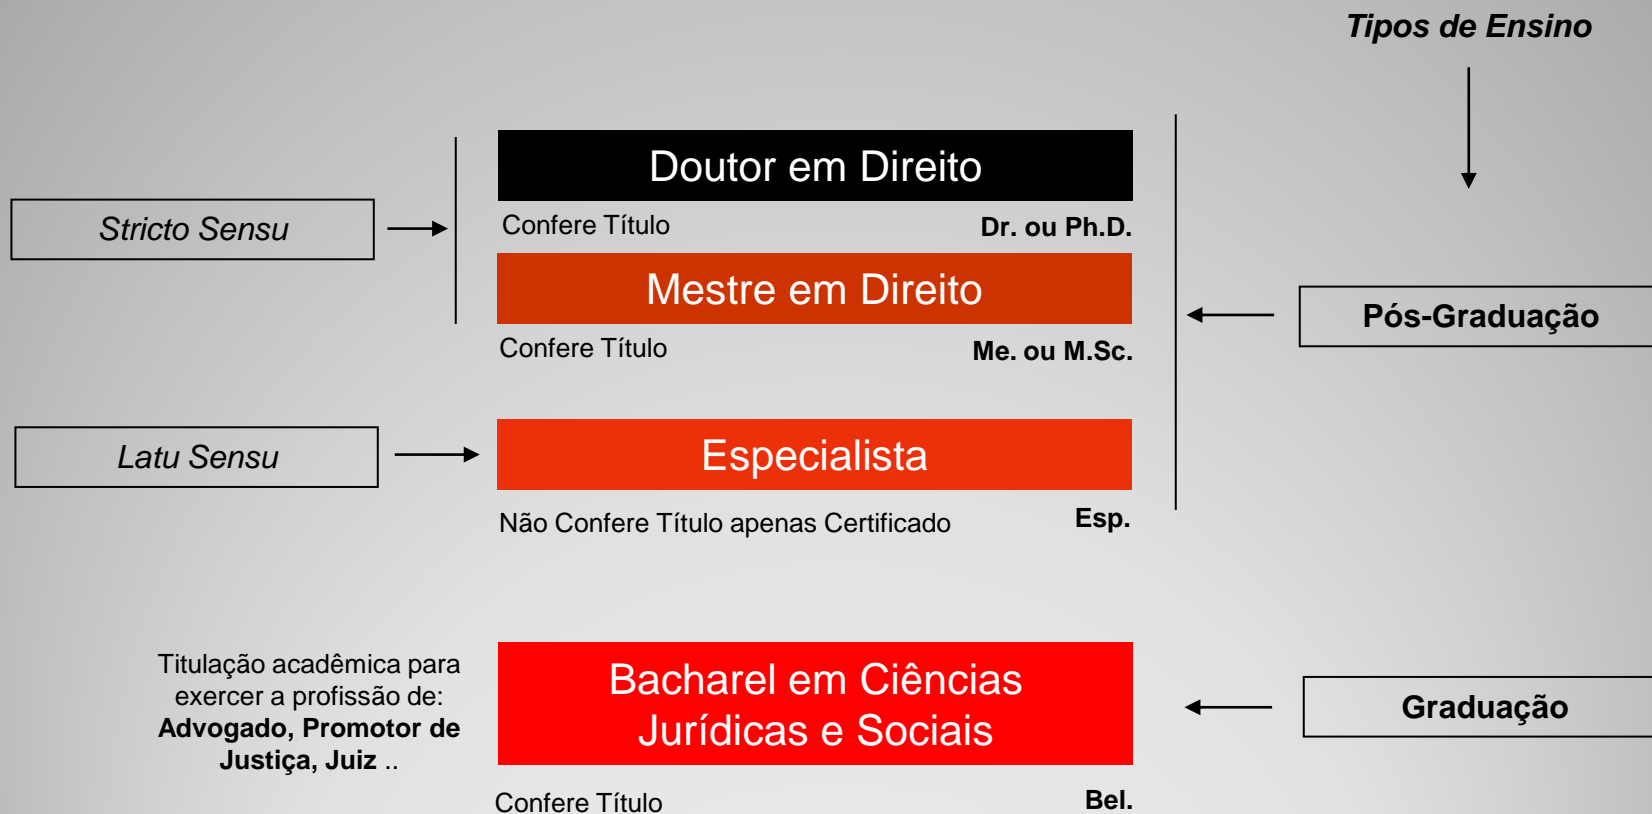 Tipos de Ensino
Doutor em Direito
Stricto Sensu
Confere Título
Dr. ou Ph.D.
Mestre em Direito
Pós-Graduação
Confere Título
Me. ou M.Sc.
Latu Sensu
Especialista
Não Confere Título apenas Certificado
Esp.
Titulação acadêmica para
exercer a profissão de:
Advogado, Promotor de
Justiça, Juiz ..
Bacharel em Ciências
Jurídicas e Sociais
Graduação
Confere Título
Bel.